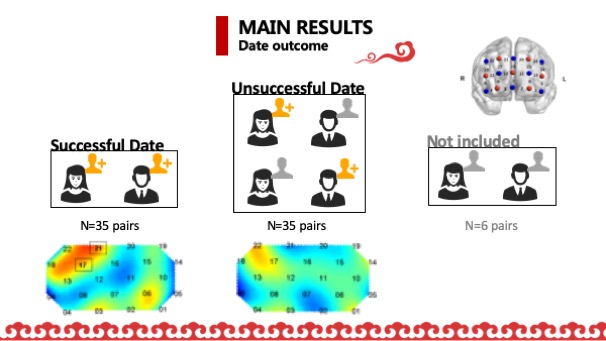 MAIN RESULTS
Date outcome
R
L
Unsuccessful Date
Successful Date
Not included
N=35 pairs
N=35 pairs
N=6 pairs
22 21 20 19
18 17 16 15 14
13 12 11 10
09 08 07 06 05
04 03 02 01
22 21 20 19
18 17 16 15 14
13 12 11 10
09 08 07 06 05
04 03 02 01